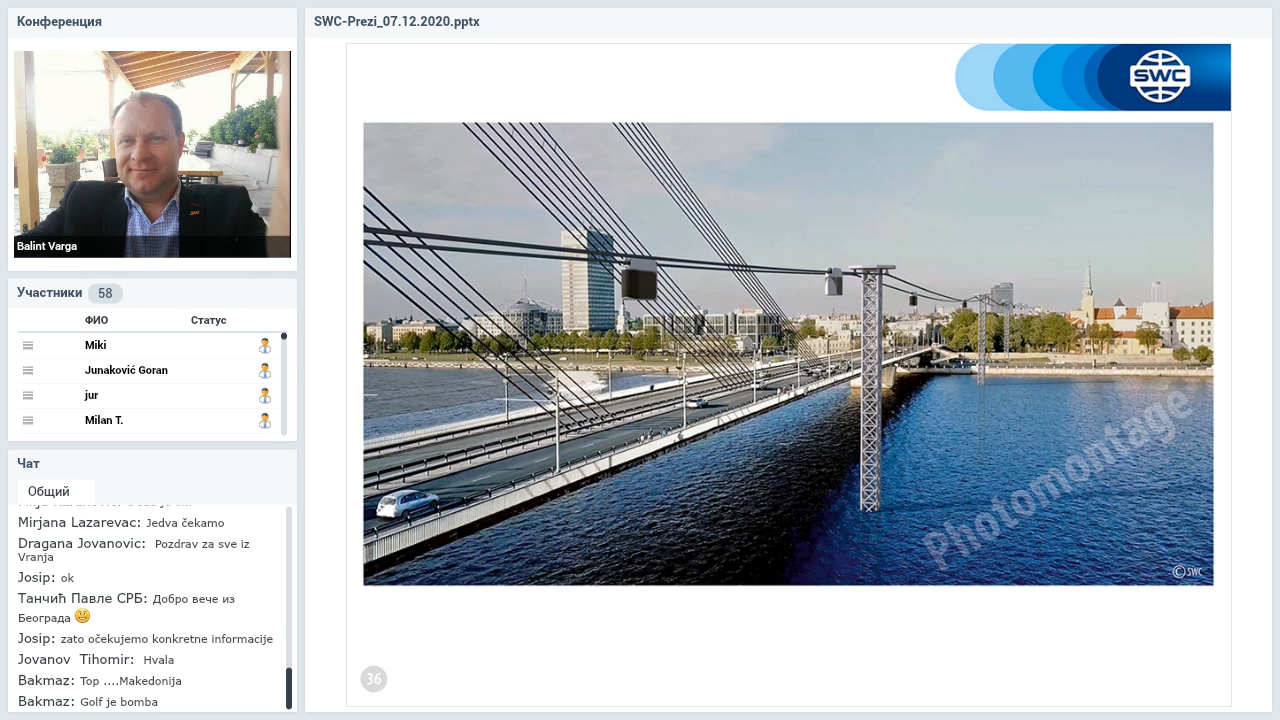 Конференция
SWC-Prezi_07.12.2020.pptx
SWC
Balint Varga
SW
Участники 58
ФИО Статус
Miki
Junaković Goran
jur
Milan T.
Чат
Общий
Mirjana Lazarevac: Jedva čekamo
Dragana Jovanovic: Pozdrav za sve iz
Vranja
Josip: ok
Танчић Павле СРБ: Добро вече из
Београда
Josip: zato očekujemo konkretne informacije
Jovanov Tihomir: Hvala
Bakmaz: Top ....Makedonija
Bakmaz: Golf je bomba
Photomontage
© SWC
36